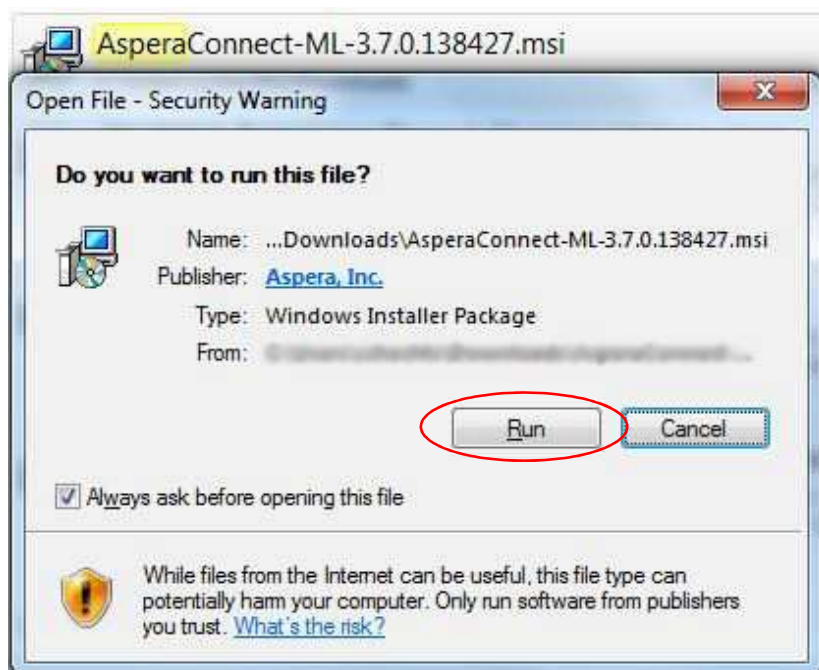 AsperaConnect-ML-3.7.0.138427.msi
Open File - Security Warning
Do you want to run this file?
Name: ...Downloads\AsperaConnect-ML-3.7.0.138427.msi
Publisher: Aspera, Inc.
Type: Windows Installer Package
From:
Run Cancel
Always ask before opening this file
While files from the Internet can be useful, this file type can
potentially harm your computer. Only run software from publishers
you trust. What's the risk?